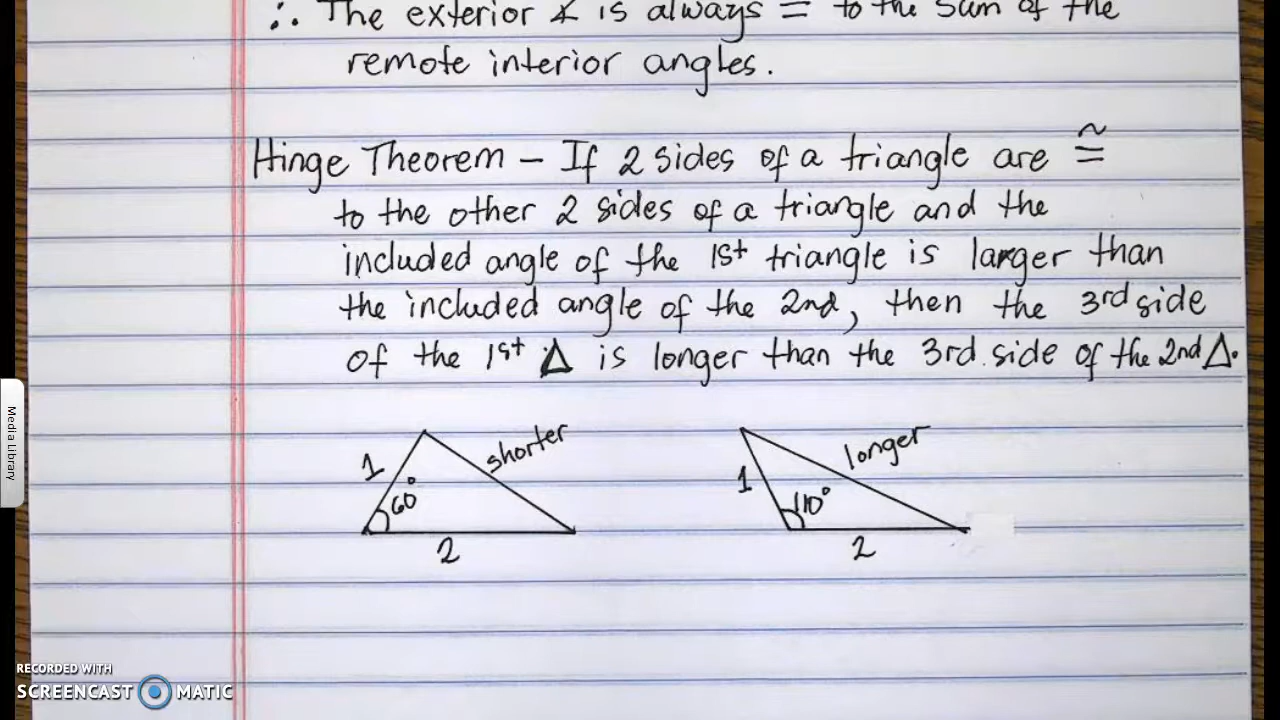 ∴ The exterior ∡ is always = to the sum of the
remote interior angles.
Hinge Theorem – If 2 sides of a triangle are ≅
to the other 2 sides of a triangle and the
included angle of the 1st triangle is larger than
the included angle of the 2nd, then the 3rd side
of the 1st Δ is longer than the 3rd side of the 2nd Δ.
1 60° shorter
2
1 110° longer
2
Media Library
RECORDED WITH
SCREENCAST MATIC